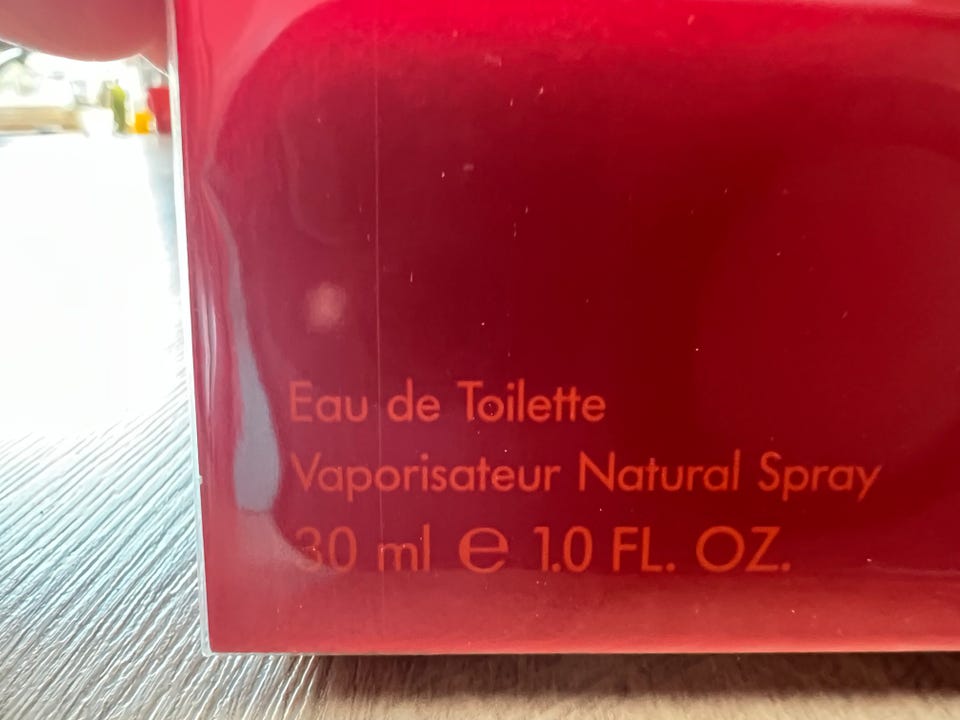 Eau de Toilette
Vaporisateur Natural Spray
30 ml ℮ 1.0 FL. OZ.